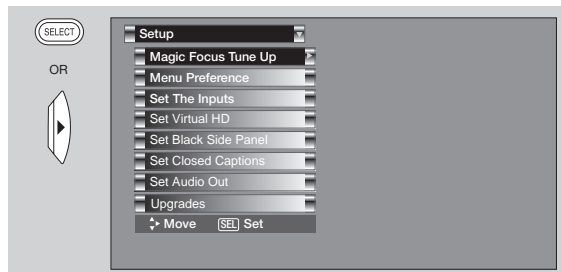 SELECT
OR
Setup
Magic Focus Tune Up
Menu Preference
Set The Inputs
Set Virtual HD
Set Black Side Panel
Set Closed Captions
Set Audio Out
Upgrades
Move SEL Set